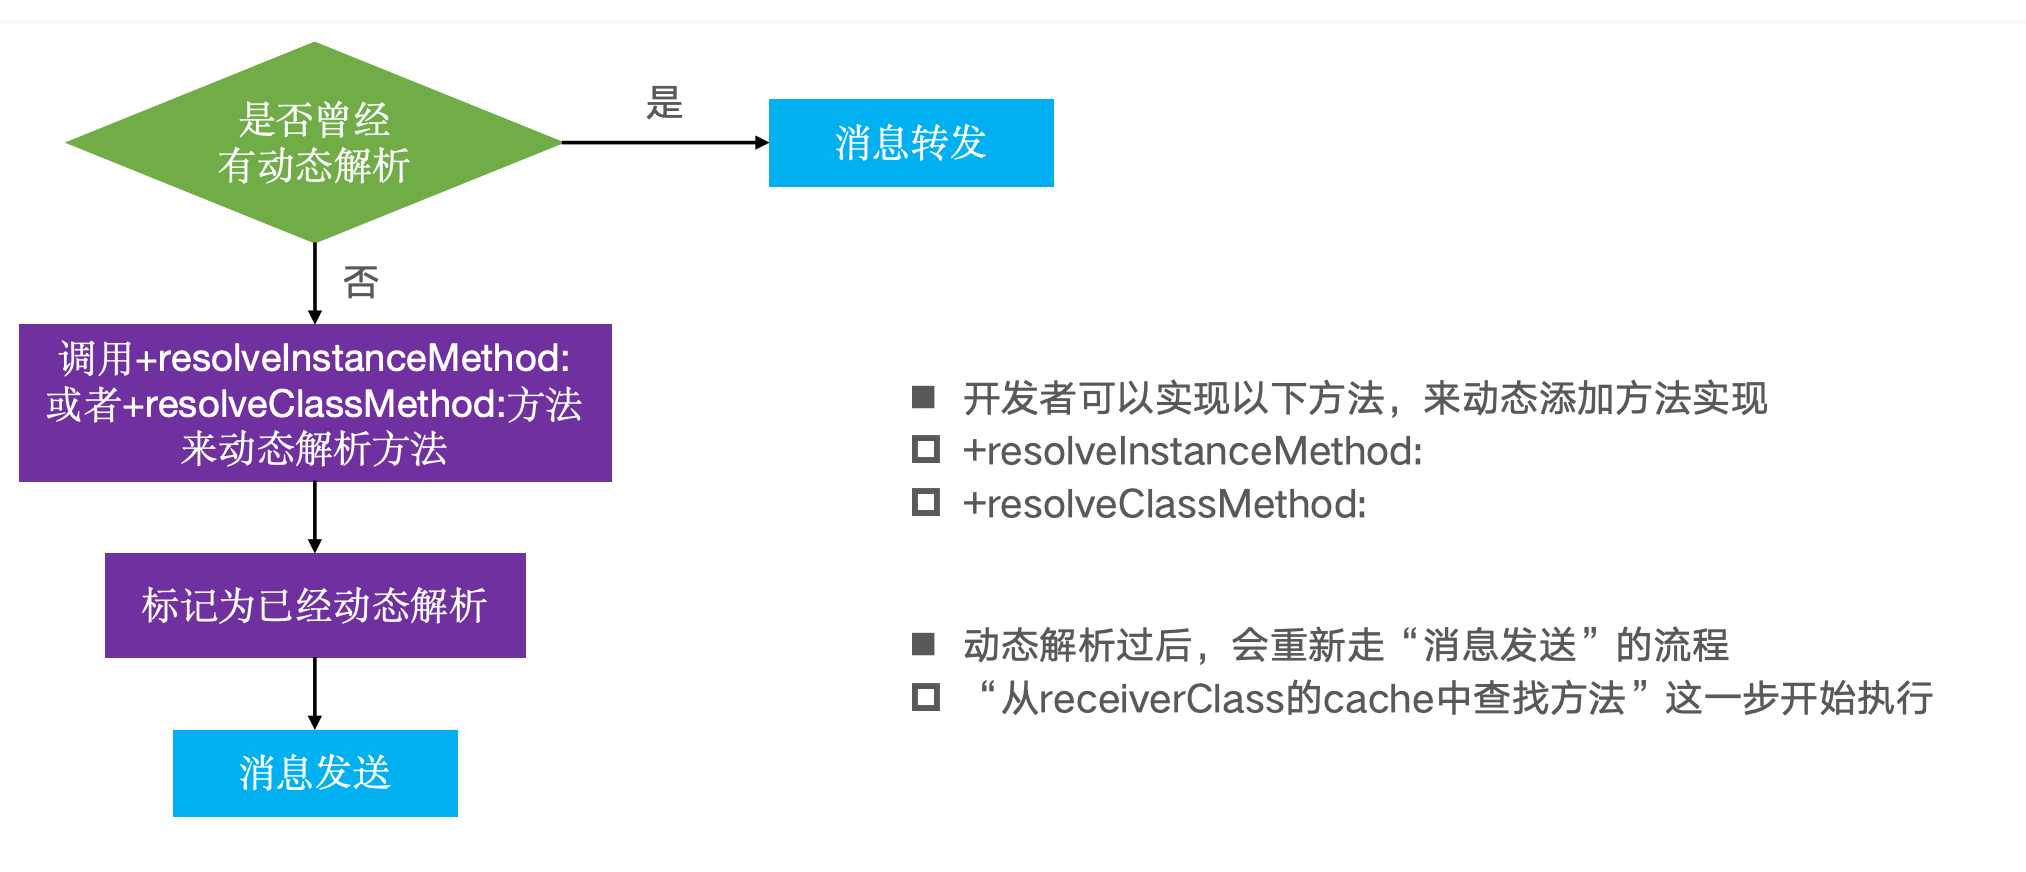 是否曾经
有动态解析
是
消息转发
否
调用+resolveInstanceMethod:
或者+resolveClassMethod:方法
来动态解析方法
标记为已经动态解析
消息发送
开发者可以实现以下方法，来动态添加方法实现
+resolveInstanceMethod:
+resolveClassMethod:
动态解析过后，会重新走“消息发送”的流程
“从receiverClass的cache中查找方法”这一步开始执行